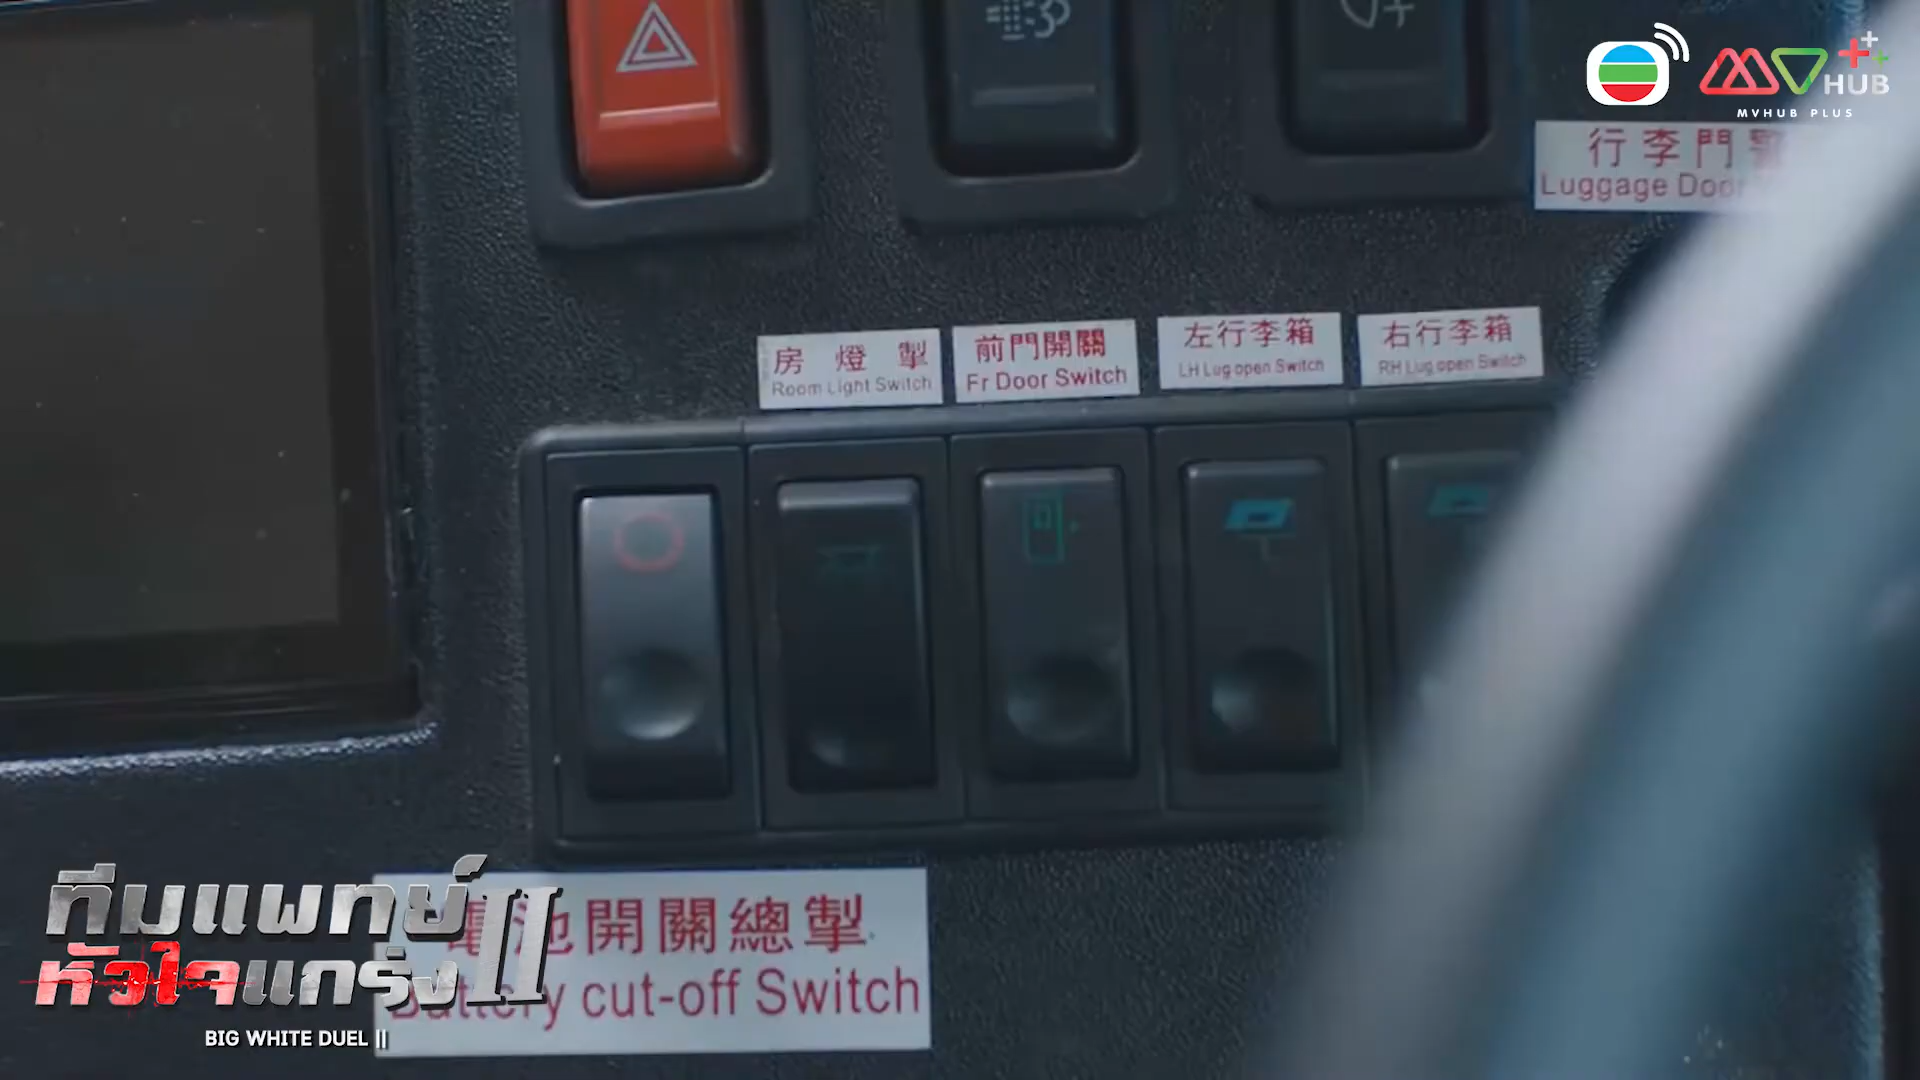 HUB
MVHUB PLUS
行李門
Luggage Door
房燈掣
Room Light Switch
前門開關
Fr Door Switch
左行李箱
LH Lug open Switch
右行李箱
RH Lug open Switch
電池開關總掣
Battery cut-off Switch
ทีมแพทย์
หัวใจแกร่ง II
BIG WHITE DUEL II